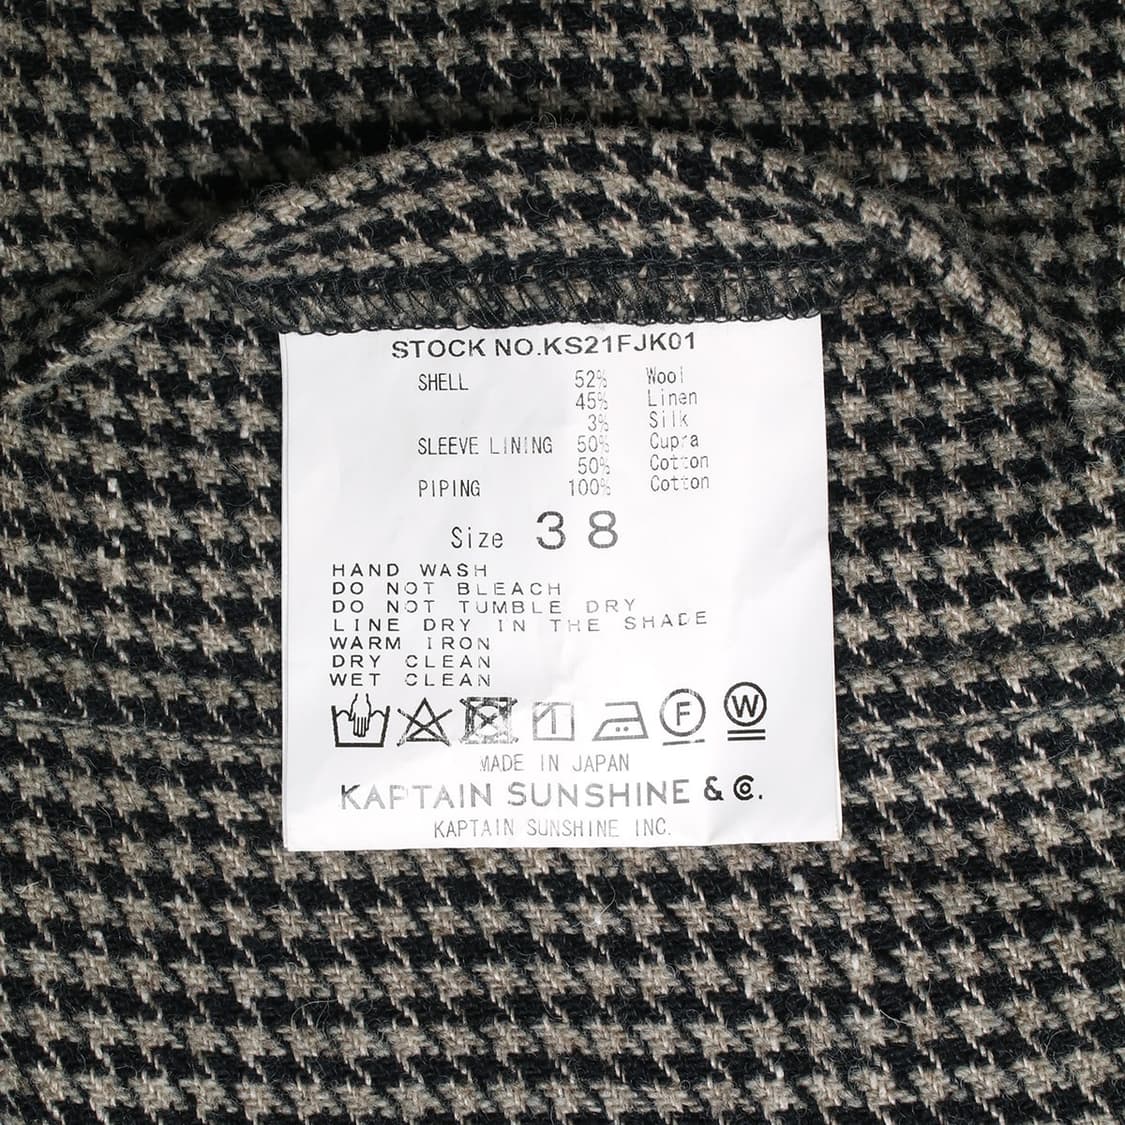 STOCK NO.KS21FJK01
SHELL 52% Wool
45% Linen
3% Silk
SLEEVE LINING 50% Cupra
50% Cotton
PIPING 100% Cotton
Size 38
HAND WASH
DO NOT BLEACH
DO NOT TUMBLE DRY
LINE DRY IN THE SHADE
WARM IRON
DRY CLEAN
WET CLEAN
F W
MADE IN JAPAN
KAPTAIN SUNSHINE & Co.
KAPTAIN SUNSHINE INC.